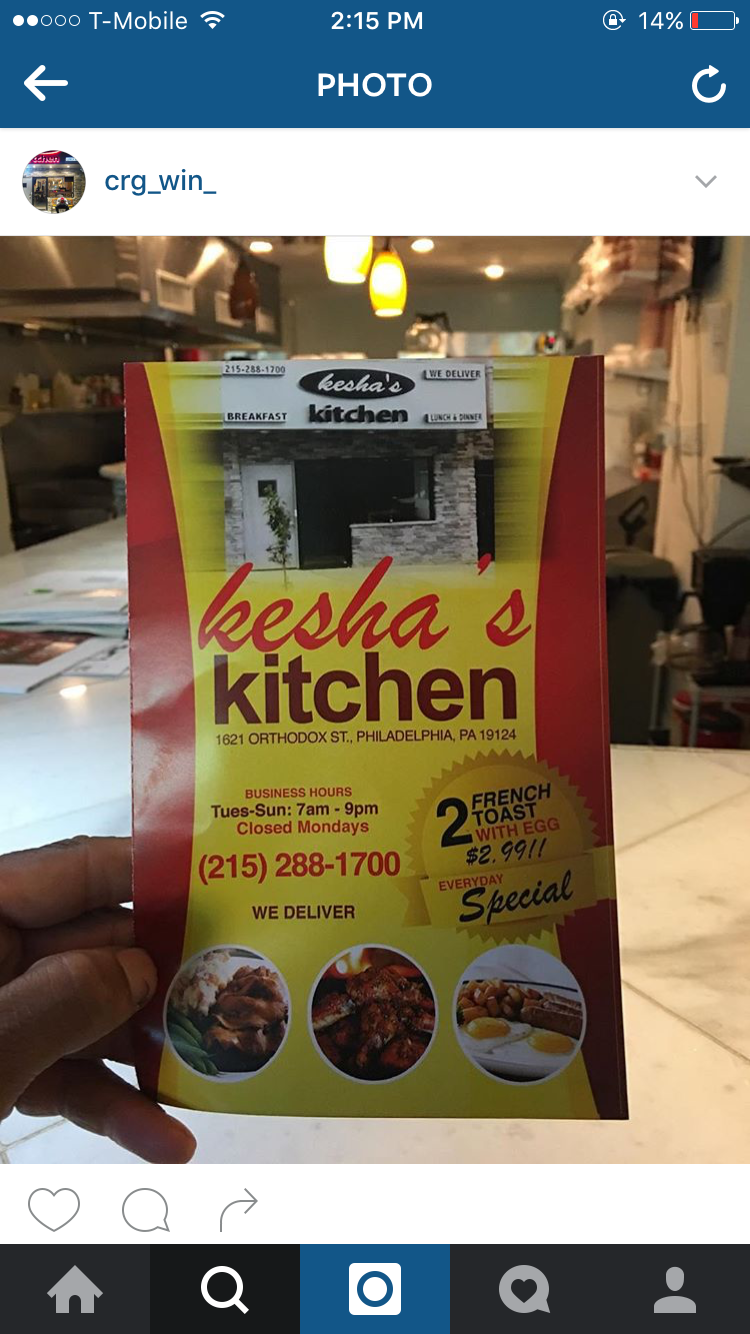 T-Mobile 2:15 PM 14%
PHOTO
crg_win_
215-288-1700
kesha's
WE DELIVER
BREAKFAST
kitchen
LUNCH & DINNER
kesha's
kitchen
1621 ORTHODOX ST., PHILADELPHIA, PA 19124
BUSINESS HOURS
Tues-Sun: 7am - 9pm
Closed Mondays
(215) 288-1700
WE DELIVER
2 FRENCH
TOAST
WITH EGG
$2.99!!
EVERYDAY
Special